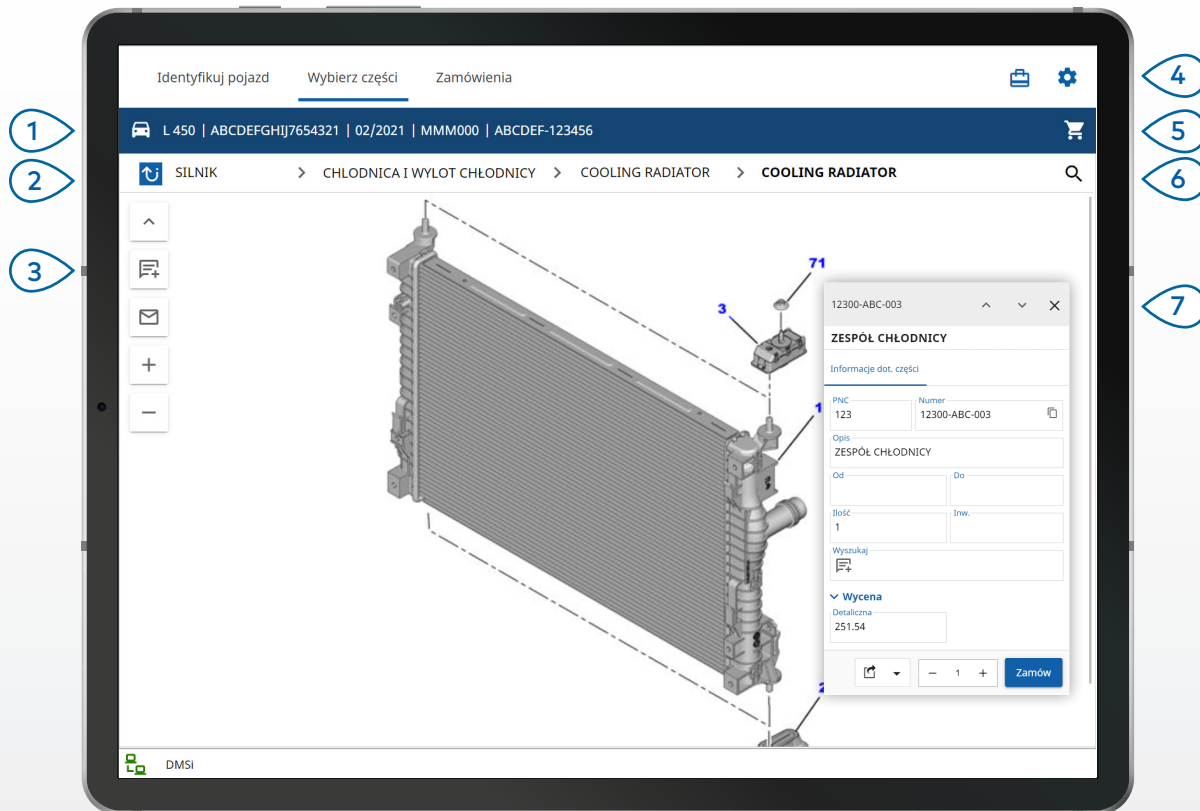 Identyfikuj pojazd Wybierz części Zamówienia
4
1
L 450 | ABCDEFGHIJ7654321 | 02/2021 | MMM000 | ABCDEF-123456
5
2
SILNIK > CHLODNICA I WYLOT CHŁODNICY > COOLING RADIATOR > COOLING RADIATOR
6
3
71
3
1
2
7
12300-ABC-003
ZESPÓŁ CHŁODNICY
Informacje dot. części
PNC
123
Numer
12300-ABC-003
Opis
ZESPÓŁ CHŁODNICY
Od
Do
Ilość
1
Inw.
Wyszukaj
Wycena
Detaliczna
251.54
− 1 +
Zamów
DMSi